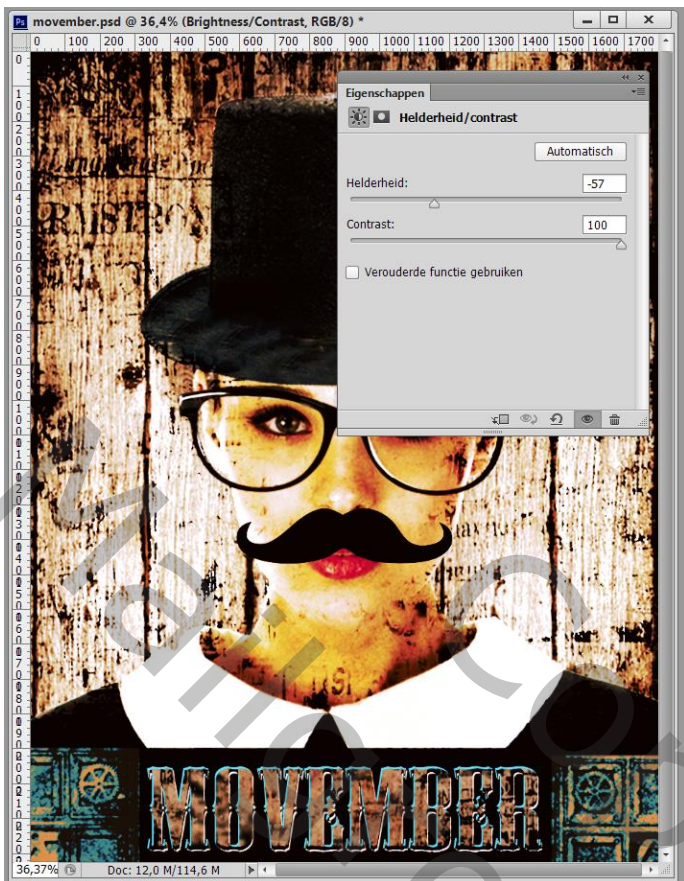 Ps movember.psd @ 36,4% (Brightness/Contrast, RGB/8) *
0 100 200 300 400 500 600 700 800 900 1000 1100 1200 1300 1400 1500 1600 1700
Eigenschappen
Helderheid/contrast
Automatisch
Helderheid: -57
Contrast: 100
Verouderde functie gebruiken
MOVEMBER
36,37% Doc: 12,0 M/114,6 M